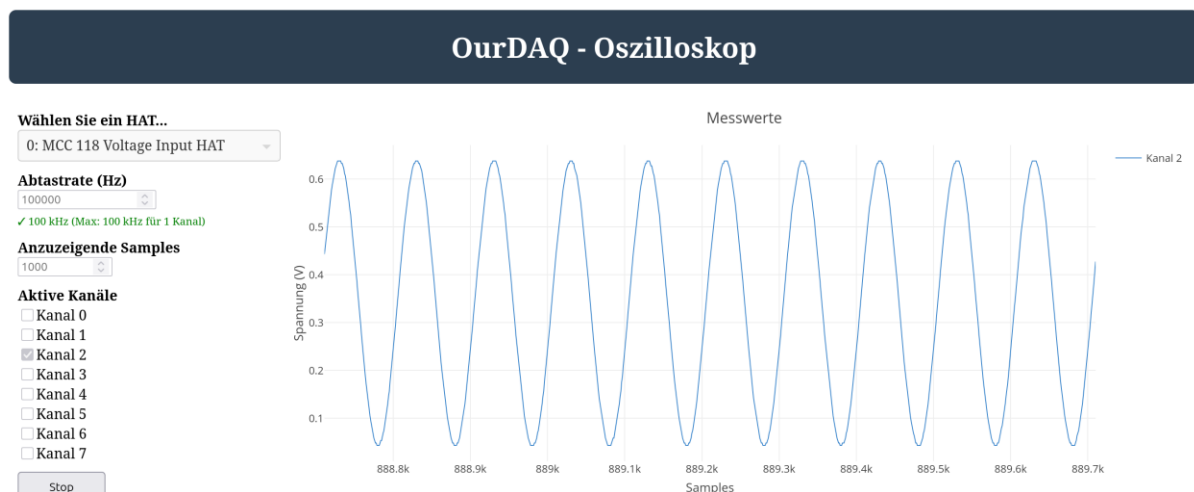 OurDAQ - Oszilloskop
Wählen Sie ein HAT...
0: MCC 118 Voltage Input HAT
Abtastrate (Hz)
100000
✓ 100 kHz (Max: 100 kHz für 1 Kanal)
Anzuzeigende Samples
1000
Aktive Kanäle
Kanal 0
Kanal 1
Kanal 2
Kanal 3
Kanal 4
Kanal 5
Kanal 6
Kanal 7
Stop
Messwerte
Kanal 2
Spannung (V)
0.6
0.5
0.4
0.3
0.2
0.1
888.8k 888.9k 889k 889.1k 889.2k 889.3k 889.4k 889.5k 889.6k 889.7k
Samples